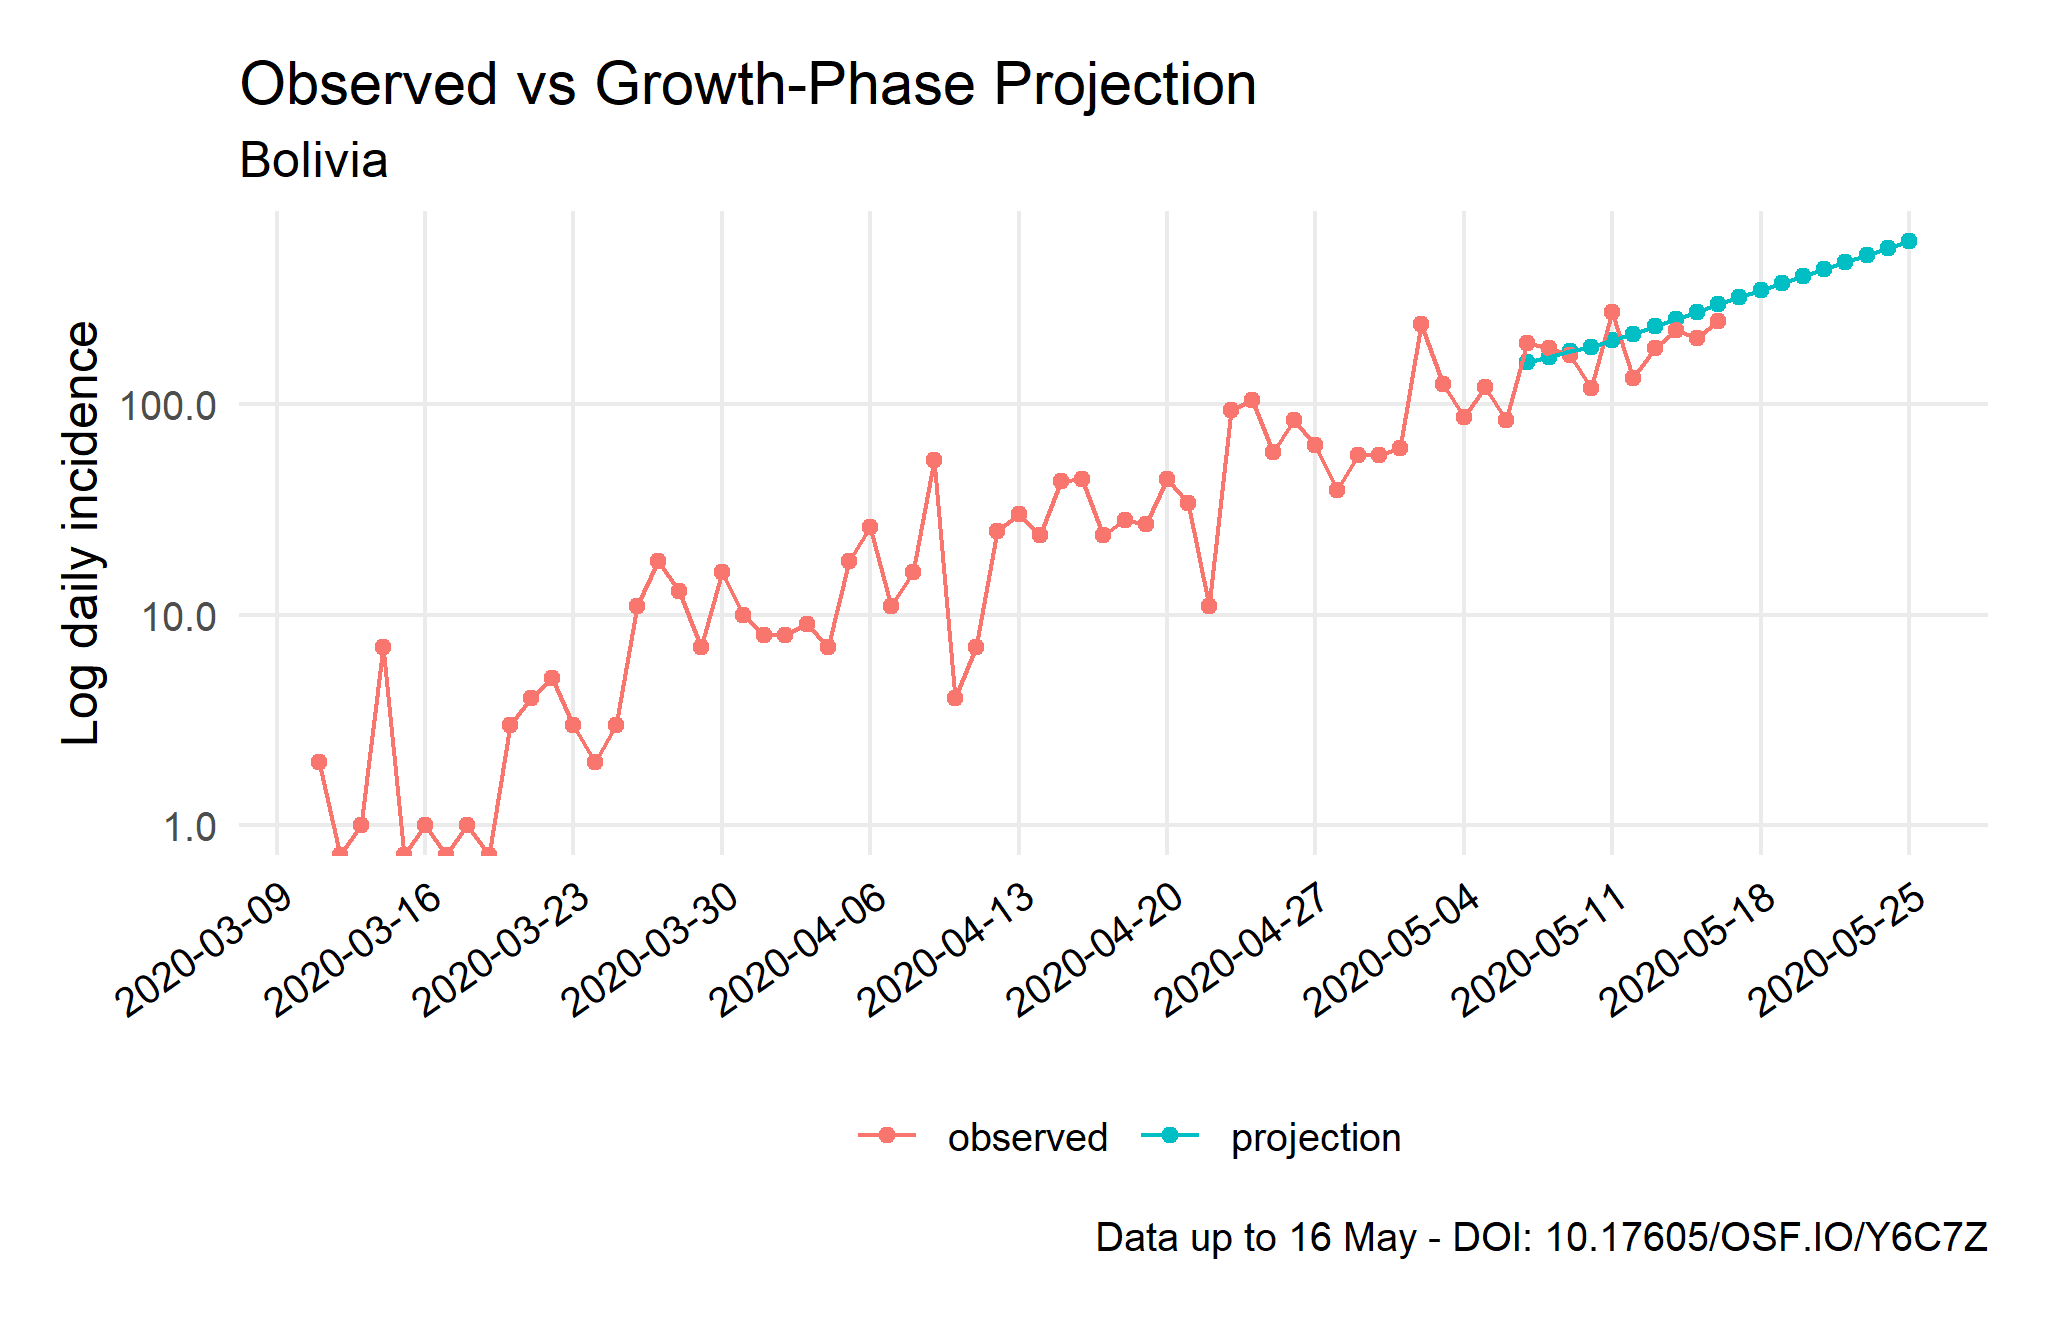 Observed vs Growth-Phase Projection
Bolivia
Log daily incidence
100.0
10.0
1.0
2020-03-09
2020-03-16
2020-03-23
2020-03-30
2020-04-06
2020-04-13
2020-04-20
2020-04-27
2020-05-04
2020-05-11
2020-05-18
2020-05-25
observed
projection
Data up to 16 May - DOI: 10.17605/OSF.IO/Y6C7Z